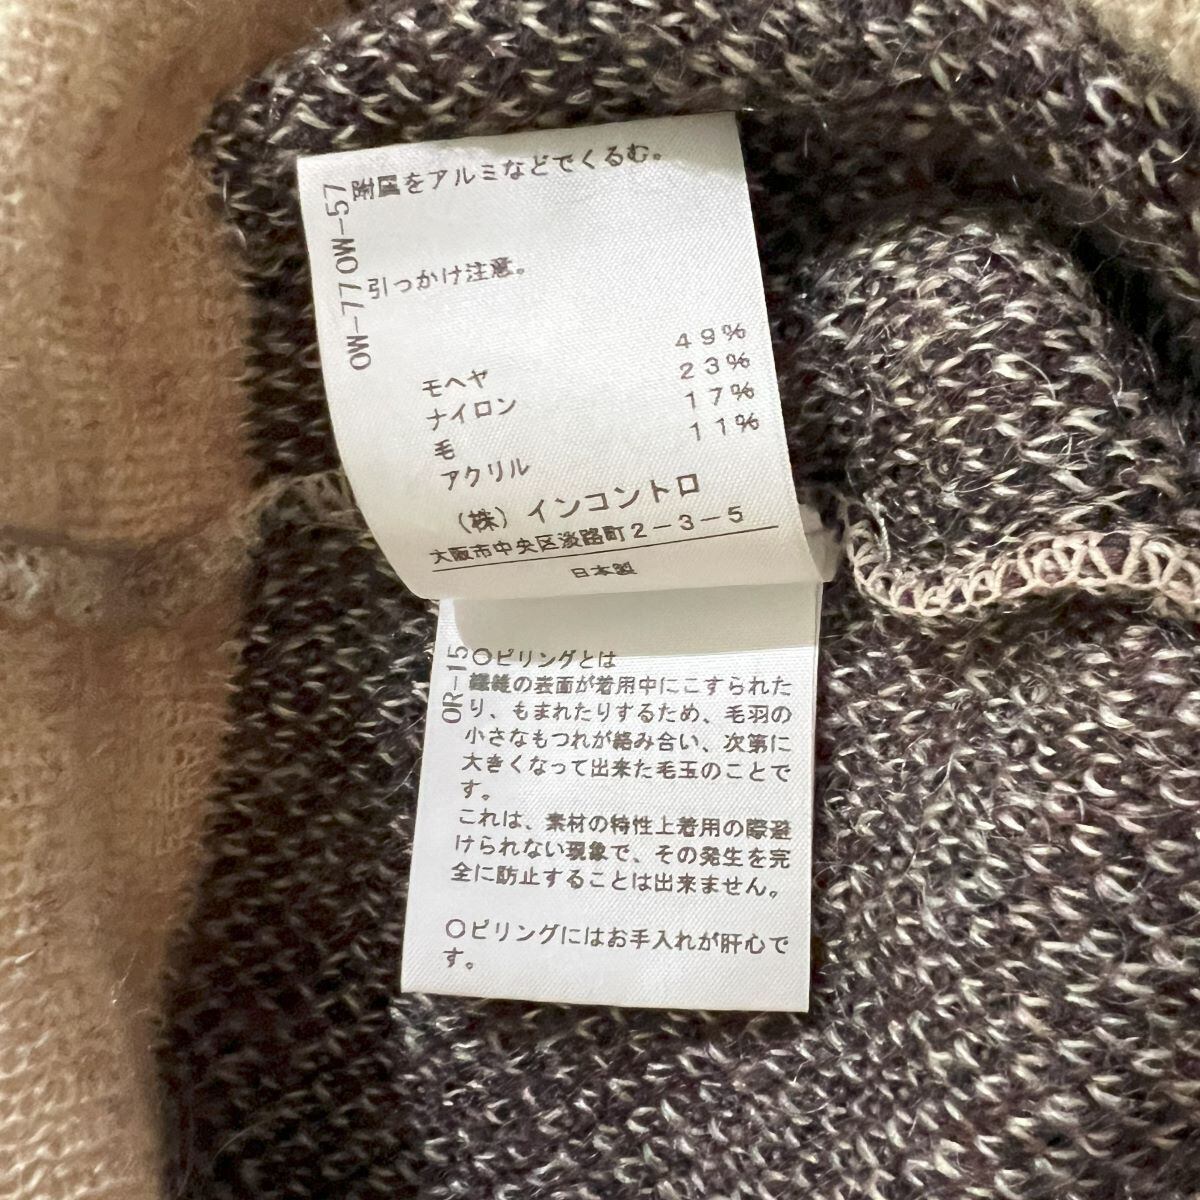 附属をアルミなどでくるむ。
OW-77 OW-57
引っかけ注意。
モヘヤ 49%
ナイロン 23%
毛 17%
アクリル 11%
(株)インコントロ
大阪市中央区淡路町2-3-5
日本製
OR-15
〇ピリングとは
繊維の表面が着用中にこすられた
り、もまれたりするため、毛羽の
小さなもつれが絡み合い、次第に
大きくなって出来た毛玉のことで
す。
これは、素材の特性上着用の際避
けられない現象で、その発生を完
全に防止することは出来ません。
〇ピリングにはお手入れが肝心で
す。